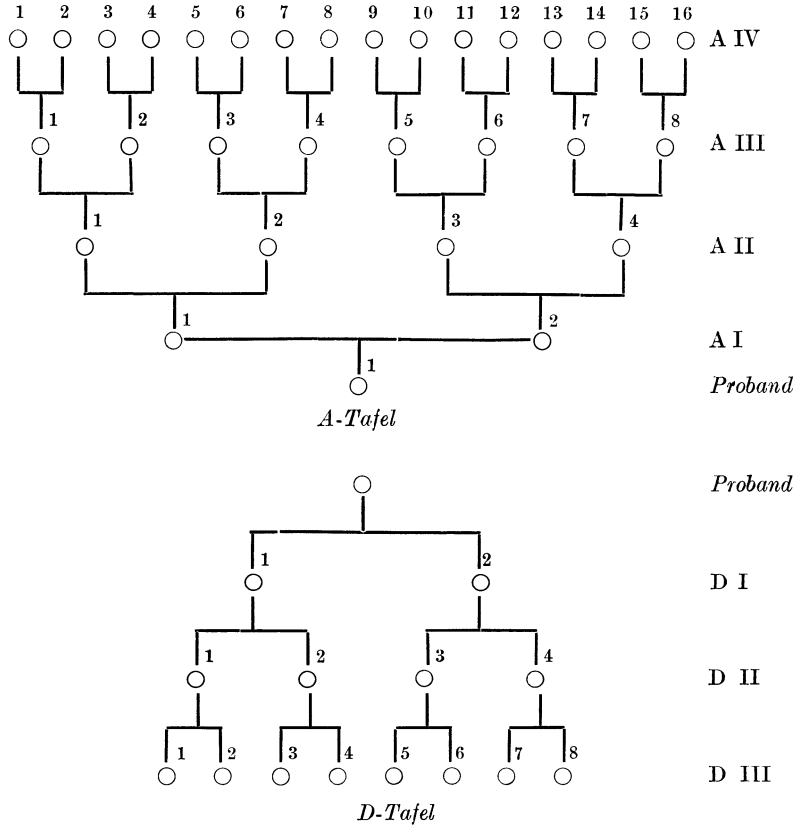 1 2 3 4 5 6 7 8 9 10 11 12 13 14 15 16
A IV
1 2 3 4 5 6 7 8
A III
1 2 3 4
A II
1 2
A I
1
Proband
A-Tafel
Proband
1 2
D I
1 2 3 4
D II
1 2 3 4 5 6 7 8
D III
D-Tafel